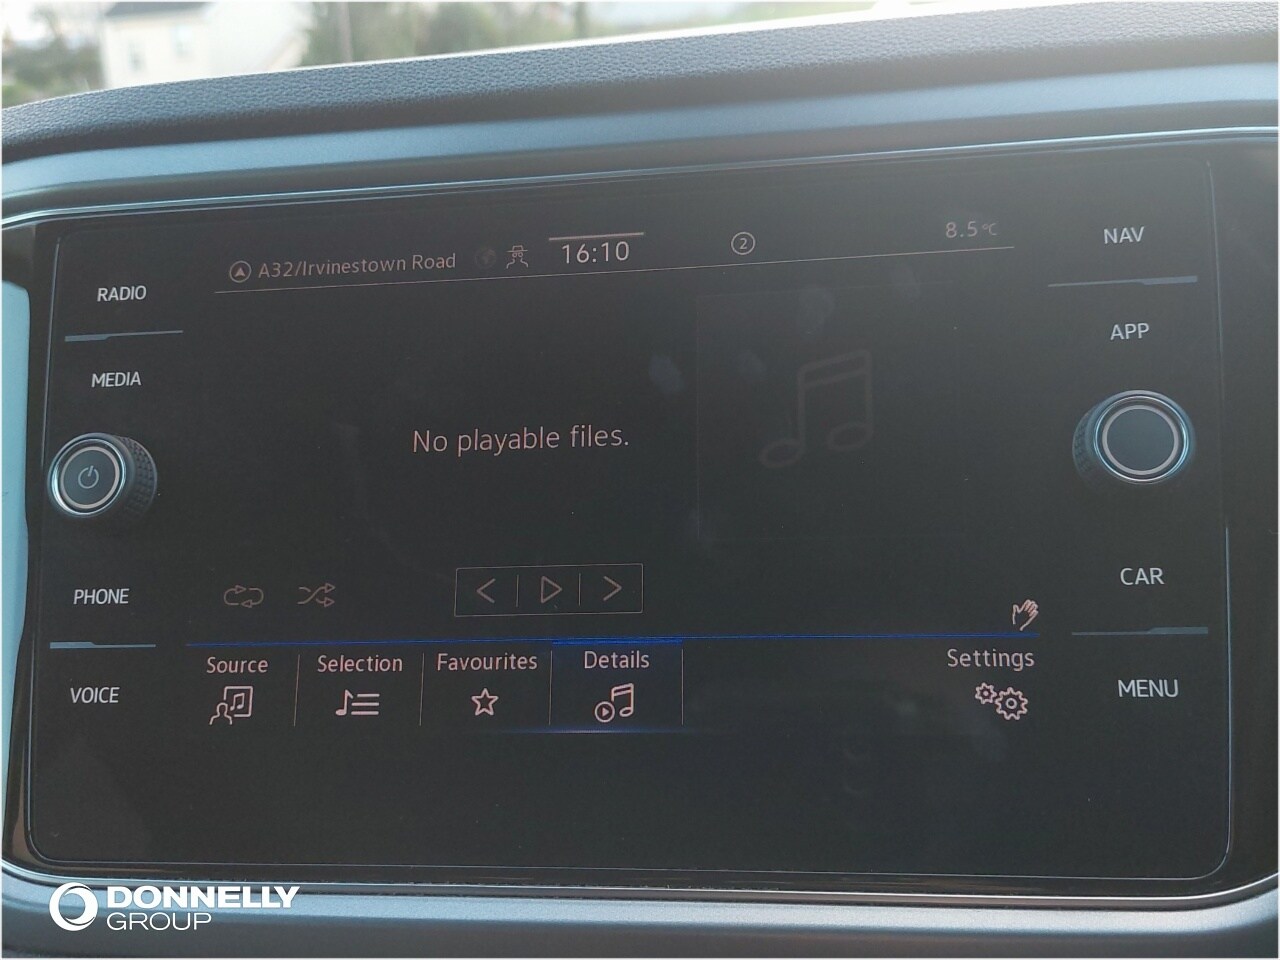 A32/Irvinestown Road
16:10
2
8.5°C
NAV
RADIO
APP
MEDIA
No playable files.
PHONE
CAR
VOICE
Source
Selection
Favourites
Details
Settings
MENU
DONNELLY
GROUP